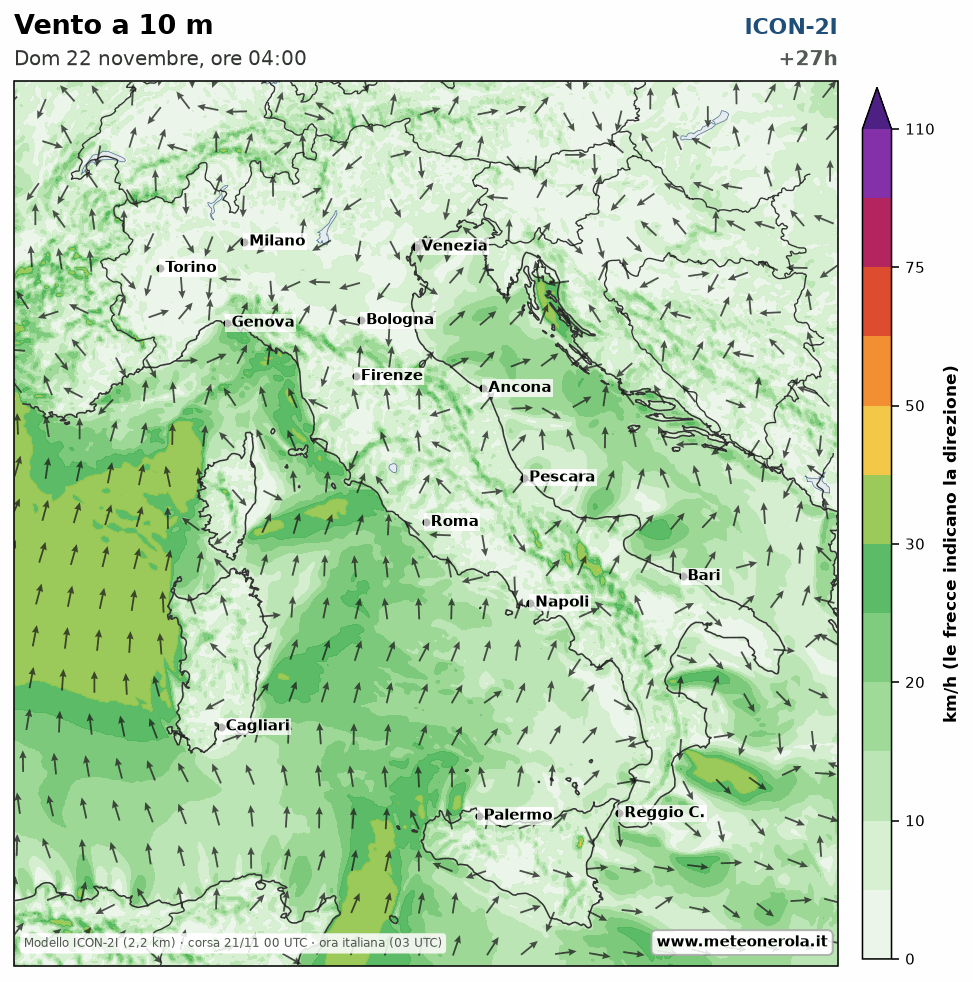 Vento a 10 m
ICON-2I
Dom 22 novembre, ore 04:00
+27h
110
75
50
30
20
10
0
km/h (le frecce indicano la direzione)
Milano
Venezia
Torino
Genova
Bologna
Firenze
Ancona
Pescara
Roma
Bari
Napoli
Cagliari
Palermo
Reggio C.
Modello ICON-2I (2,2 km) · corsa 21/11 00 UTC · ora italiana (03 UTC)
www.meteonerola.it